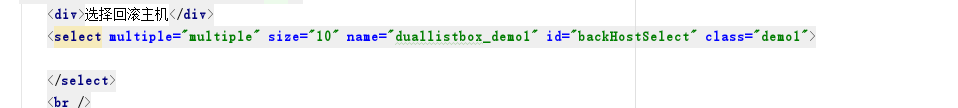 <div>选择回滚主机</div>
<select multiple="multiple" size="10" name="duallistbox_demo1" id="backHostSelect" class="demo1">
</select>
<br />